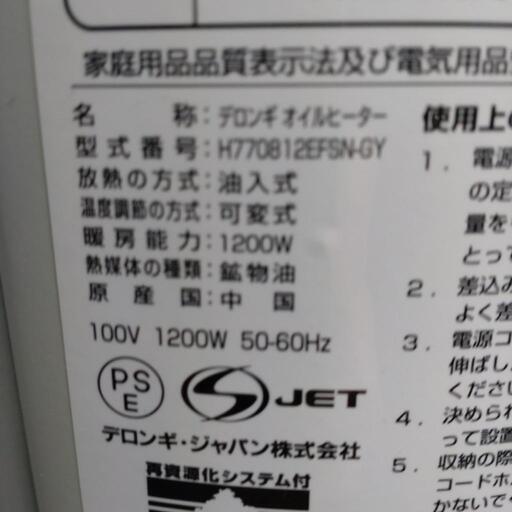 家庭用品品質表示法及び電気用品
名　　　称：デロンギオイルヒーター
型式番号：H770812EFSN-GY
放熱の方式：油入式
温度調節の方式：可変式
暖房能力：1200W
熱媒体の種類：鉱物油
原産国：中　国
100V 1200W 50-60Hz
PS
E
S JET
デロンギ・ジャパン株式会社
再資源化システム付
使用上の
1．電源
の定
量を
とって
2．差込み
よく差
3．電源コ
伸ばし
ください
4．決められ
って設置
5．収納の際
コードホ
かないで